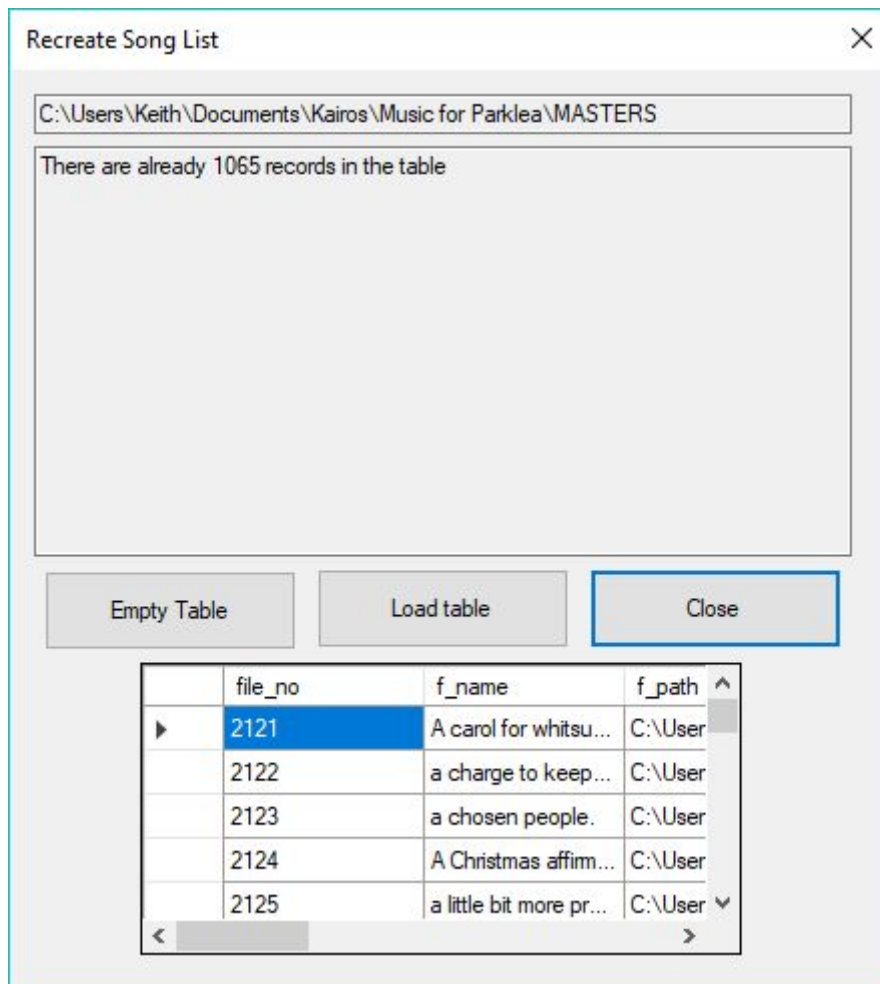 Recreate Song List
C:\Users\Keith\Documents\Kairos\Music for Parklea\MASTERS
There are already 1065 records in the table
Empty Table Load table Close
file_no f_name f_path
2121 A carol for whitsu... C:\User
2122 a charge to keep... C:\User
2123 a chosen people. C:\User
2124 A Christmas affirm... C:\User
2125 a little bit more pr... C:\User